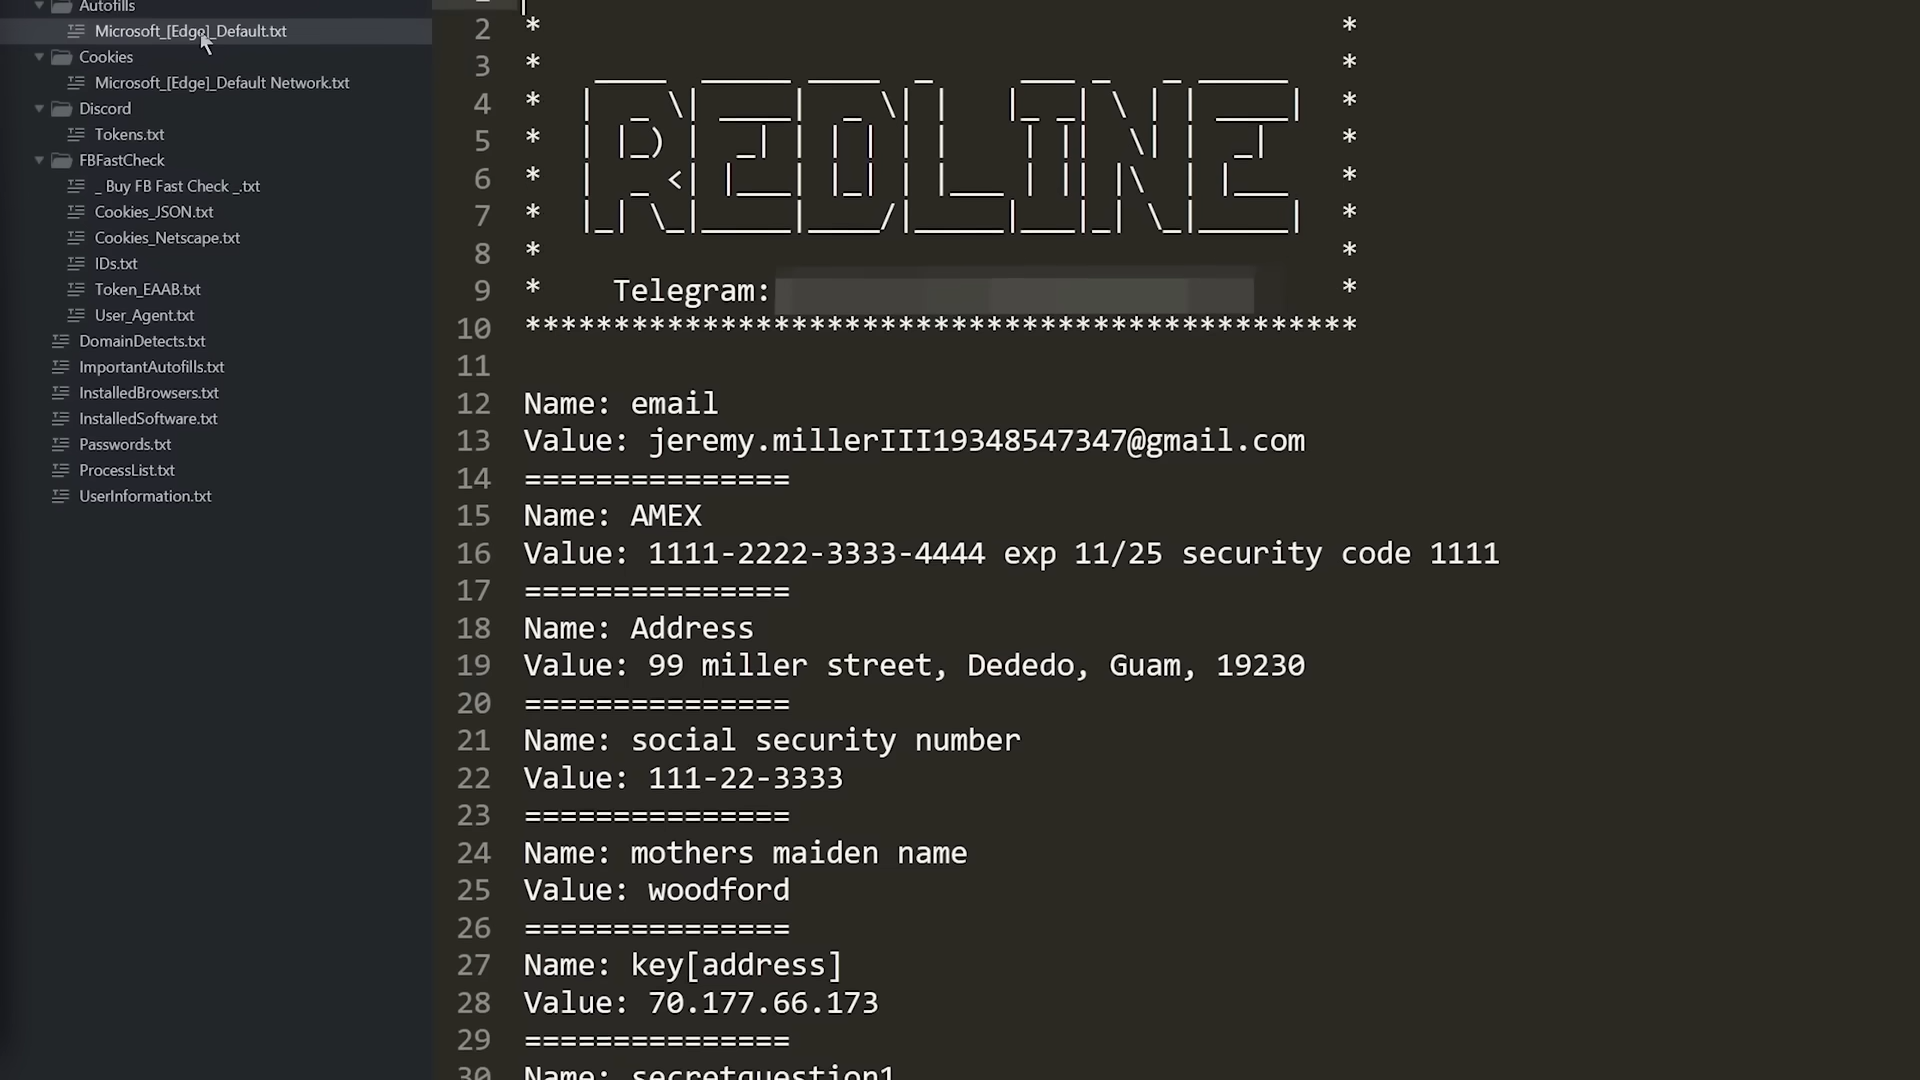 Autofills
Microsoft_[Edge]_Default.txt
Cookies
Microsoft_[Edge]_Default Network.txt
Discord
Tokens.txt
FBFastCheck
_ Buy FB Fast Check _.txt
Cookies_JSON.txt
Cookies_Netscape.txt
IDs.txt
Token_EAAB.txt
User_Agent.txt
DomainDetects.txt
ImportantAutofills.txt
InstalledBrowsers.txt
InstalledSoftware.txt
Passwords.txt
ProcessList.txt
UserInformation.txt
2 * *
3 * *
4 * *
5 * REDLINE *
6 * *
7 * *
8 * *
9 * Telegram: *
10 ***********************************************
11
12 Name: email
13 Value: jeremy.millerIII19348547347@gmail.com
14 ===============
15 Name: AMEX
16 Value: 1111-2222-3333-4444 exp 11/25 security code 1111
17 ===============
18 Name: Address
19 Value: 99 miller street, Dededo, Guam, 19230
20 ===============
21 Name: social security number
22 Value: 111-22-3333
23 ===============
24 Name: mothers maiden name
25 Value: woodford
26 ===============
27 Name: key[address]
28 Value: 70.177.66.173
29 ===============
30 Name: secretquestion1